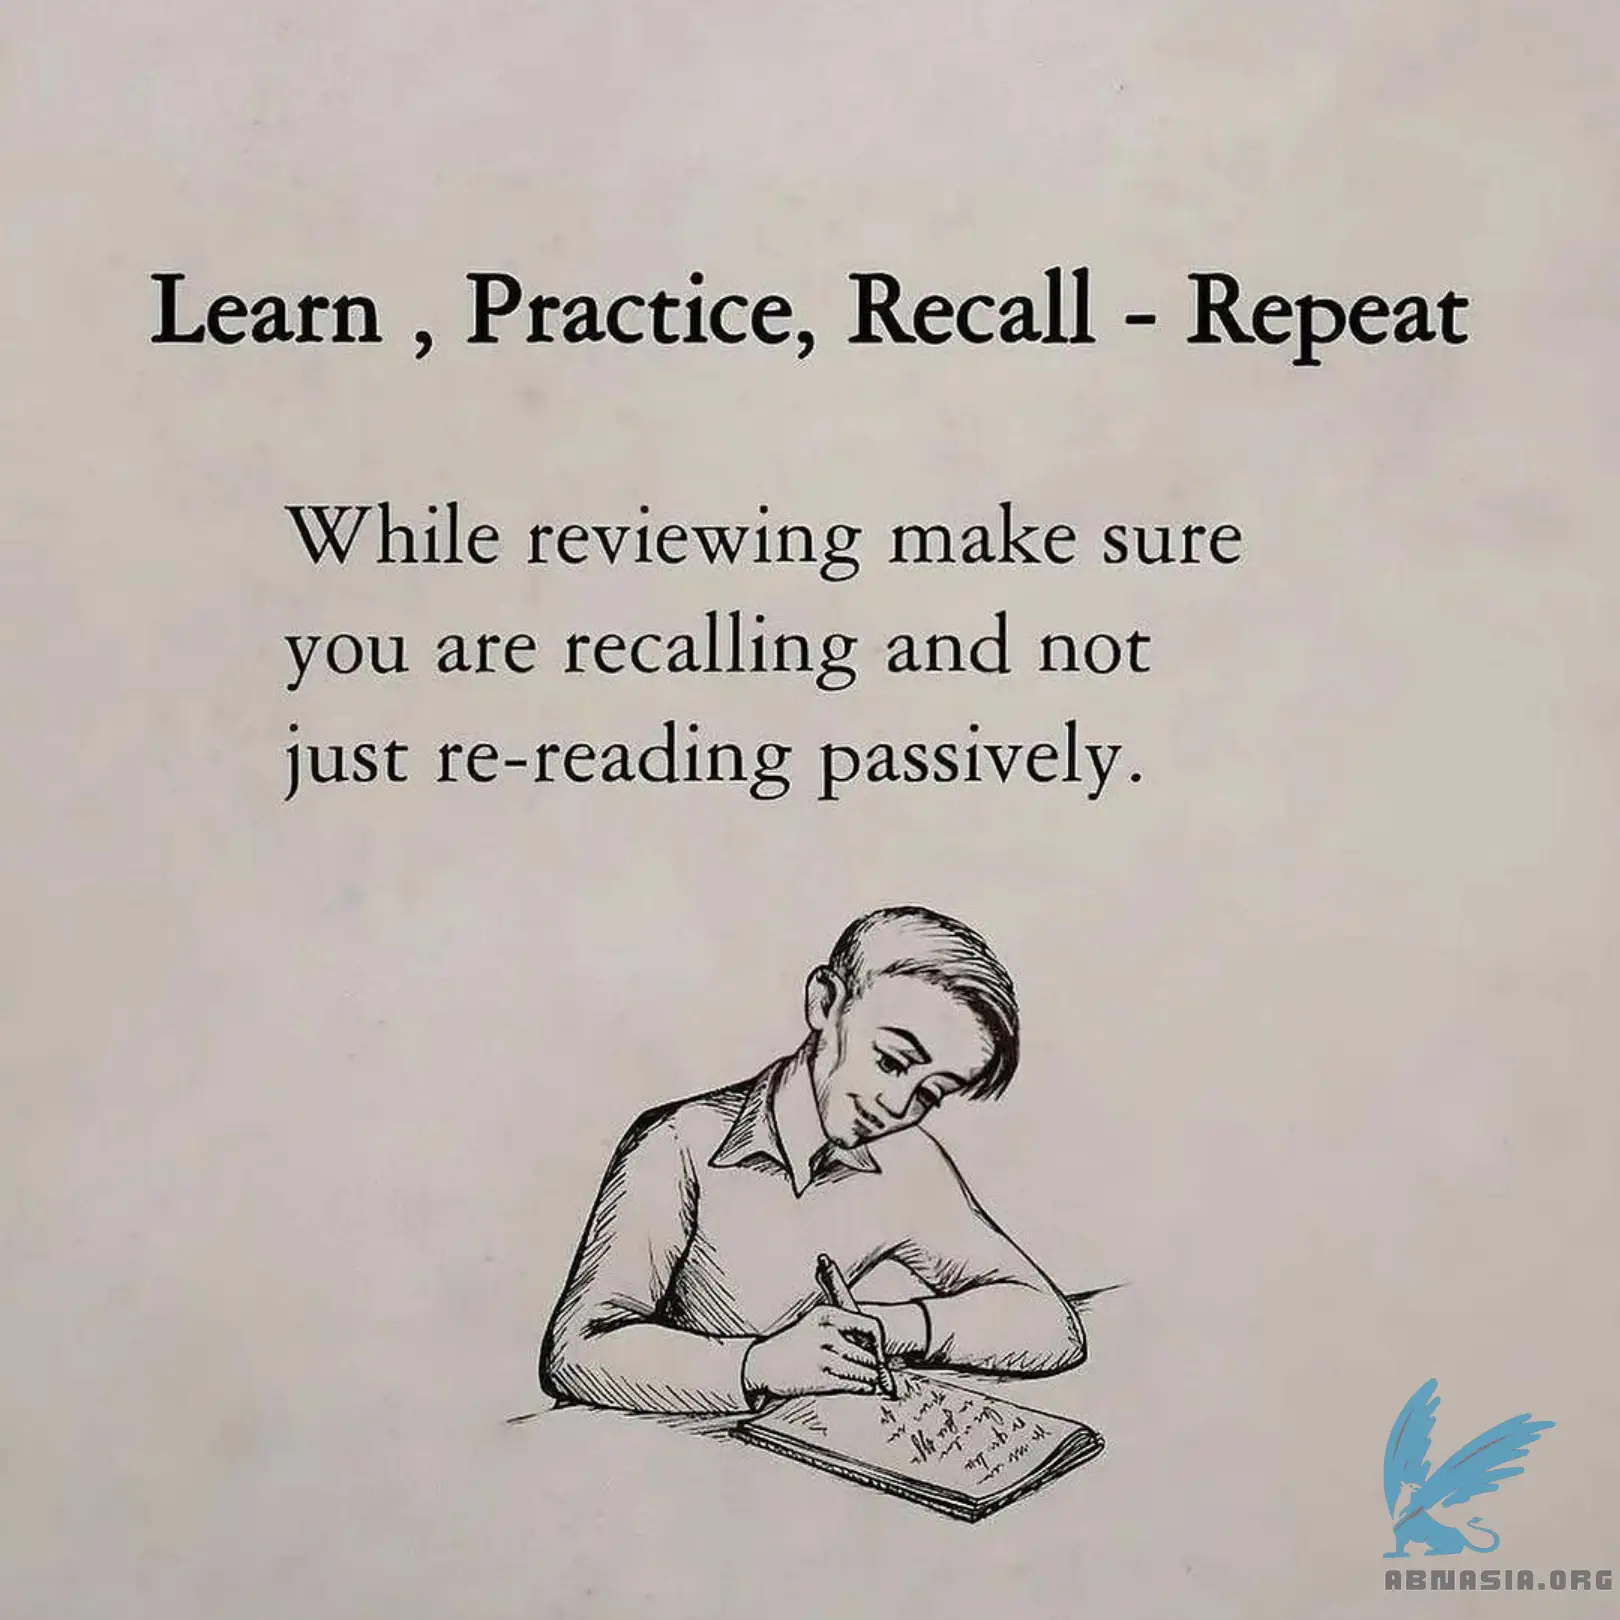 Learn , Practice, Recall - Repeat
While reviewing make sure
you are recalling and not
just re-reading passively.
ABNASIA.ORG